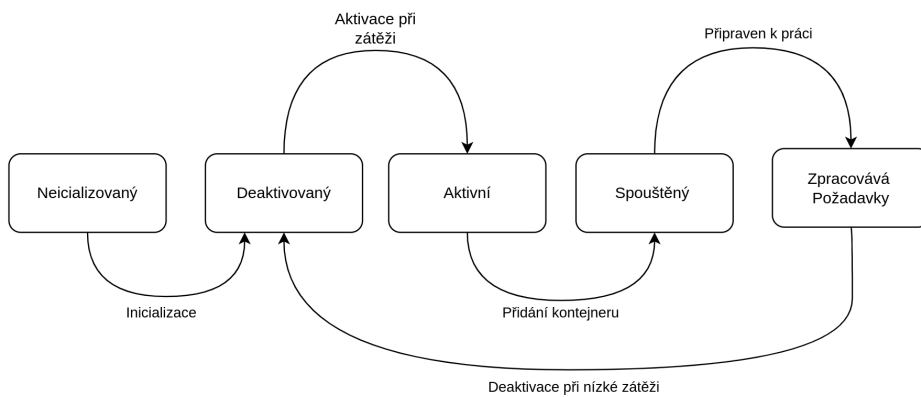 Aktivace při
zátěži
Připraven k práci
Neicializovaný
Deaktivovaný
Aktivní
Spouštěný
Zpracovává
Požadavky
Inicializace
Přidání kontejneru
Deaktivace při nízké zátěži